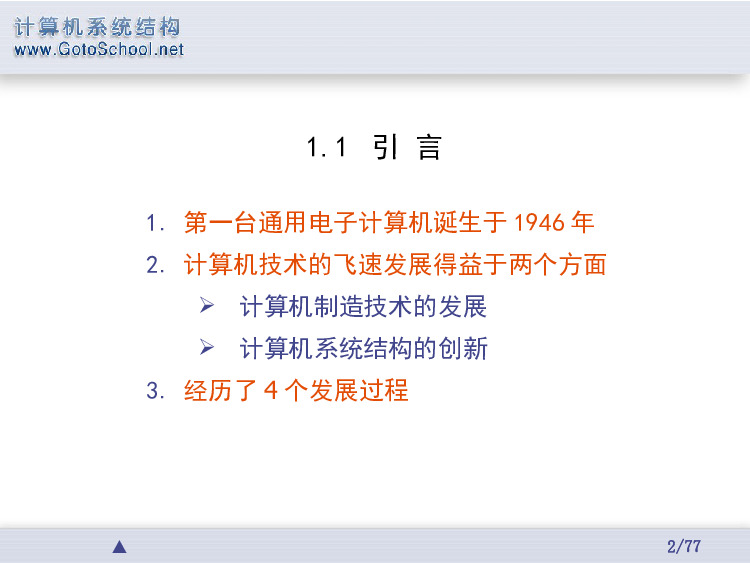 计算机系统结构
www.GotoSchool.net
1.1 引 言
1. 第一台通用电子计算机诞生于1946年
2. 计算机技术的飞速发展得益于两个方面
➢ 计算机制造技术的发展
➢ 计算机系统结构的创新
3. 经历了4个发展过程
▲ 2/77